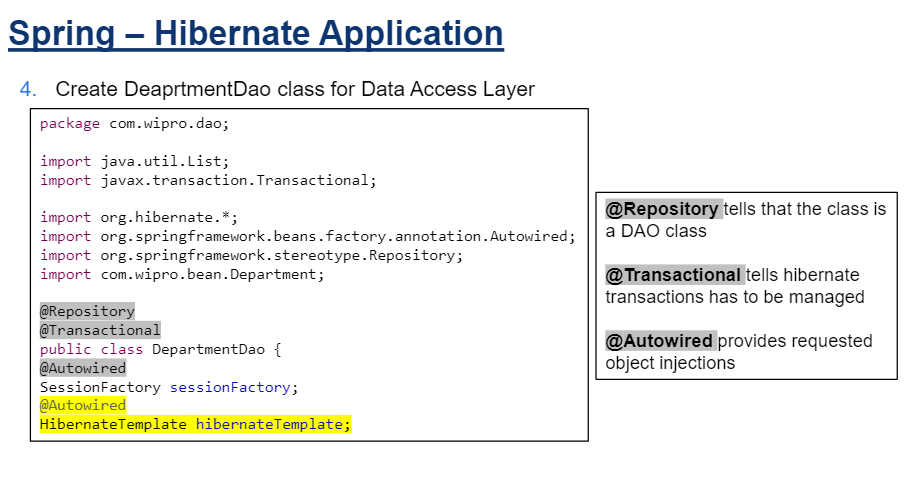 Spring – Hibernate Application
4. Create DeaprtmentDao class for Data Access Layer
package com.wipro.dao;
import java.util.List;
import javax.transaction.Transactional;
import org.hibernate.*;
import org.springframework.beans.factory.annotation.Autowired;
import org.springframework.stereotype.Repository;
import com.wipro.bean.Department;
@Repository
@Transactional
public class DepartmentDao {
@Autowired
SessionFactory sessionFactory;
@Autowired
HibernateTemplate hibernateTemplate;
@Repository tells that the class is
a DAO class
@Transactional tells hibernate
transactions has to be managed
@Autowired provides requested
object injections